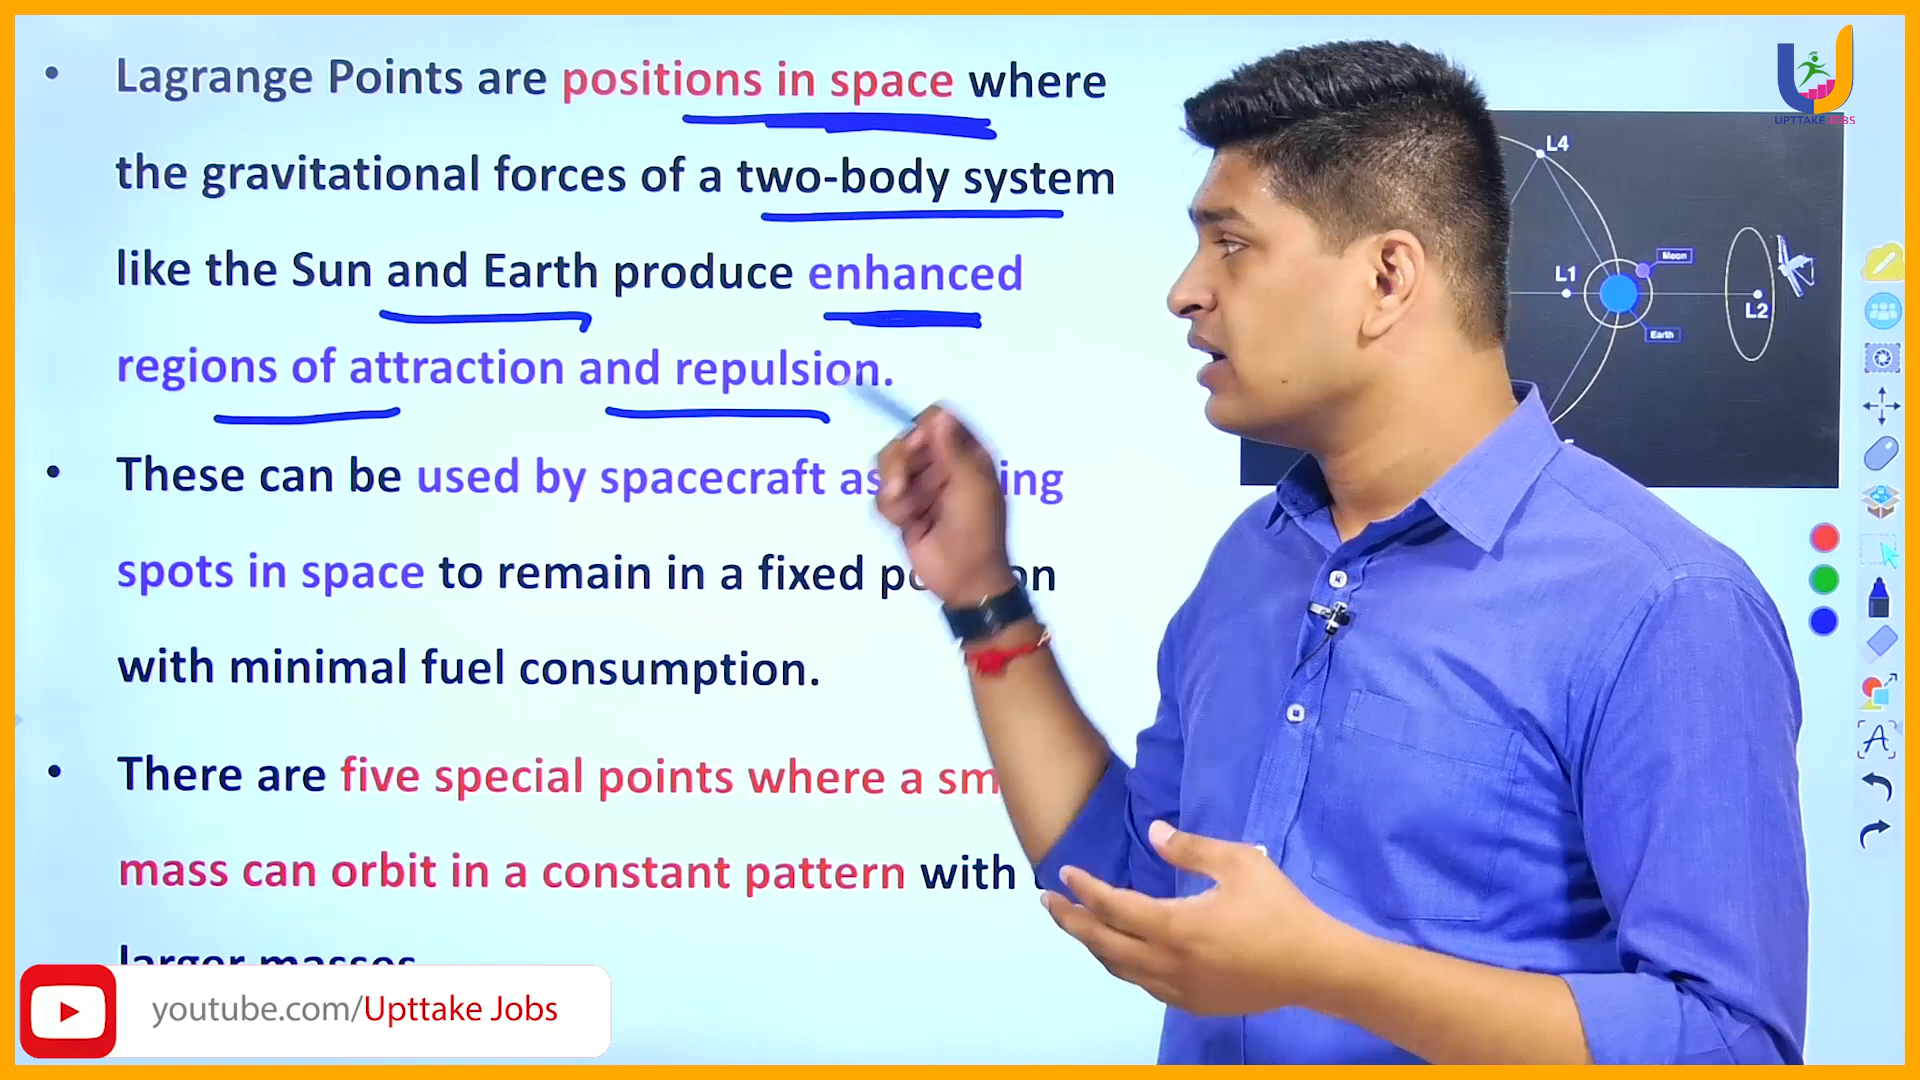 Lagrange Points are positions in space where
the gravitational forces of a two-body system
like the Sun and Earth produce enhanced
regions of attraction and repulsion.
These can be used by spacecraft as ing
spots in space to remain in a fixed
with minimal fuel consumption.
There are five special points where a
mass can orbit in a constant pattern with
larger masses.
UPTTAKE JOBS
L4
Moon
L1
L2
Earth
A
youtube.com/Upttake Jobs